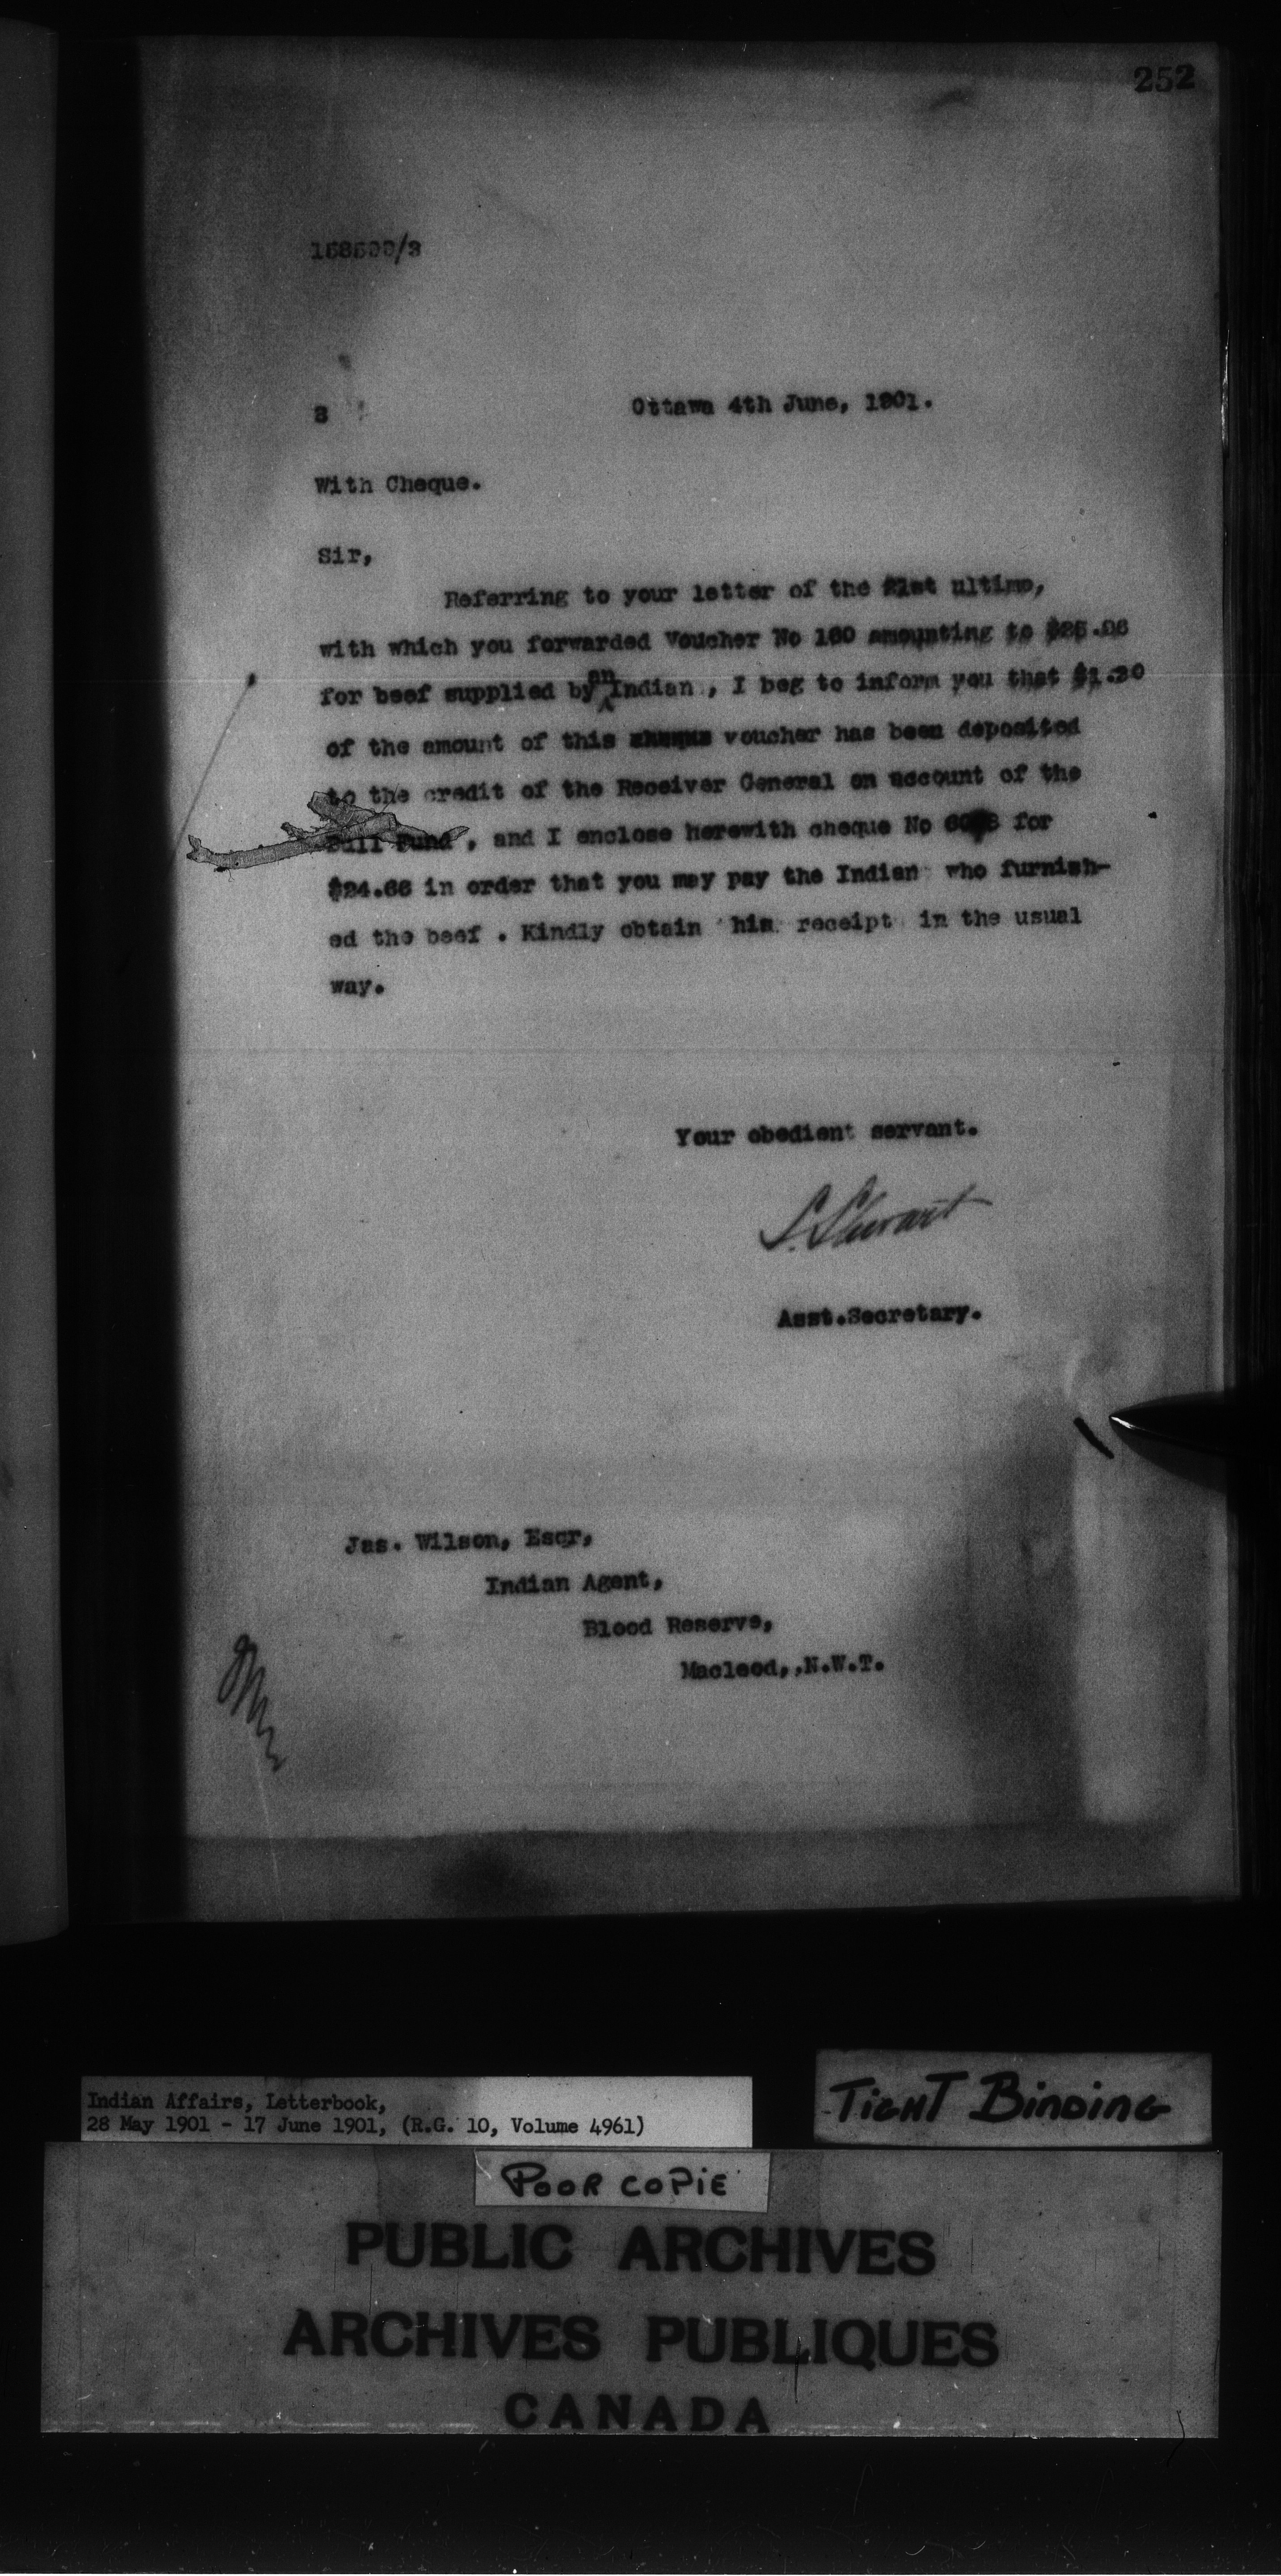 252
3
Ottawa 4th June, 1901.
With Cheque.
Sir,
Referring to your letter of the 21st ultimo,
with which you forwarded Voucher No 160 amounting to
for beef supplied by an Indian , I beg to inform you that
of the amount of this voucher has been deposited
to the credit of the Receiver General on account of the
Bull Fund , and I enclose herewith cheque No for
$24.66 in order that you may pay the Indian who furnish-
ed the beef . Kindly obtain his receipt in the usual
way.
Your obedient servant.
S. Stewart
Asst.Secretary.
Jas. Wilson, Esqr,
Indian Agent,
Blood Reserve,
Macleod,,N.W.T.
Indian Affairs, Letterbook,
28 May 1901 - 17 June 1901, (R.G. 10, Volume 4961)
TIGHT BINDING
POOR COPIE
PUBLIC ARCHIVES
ARCHIVES PUBLIQUES
CANADA